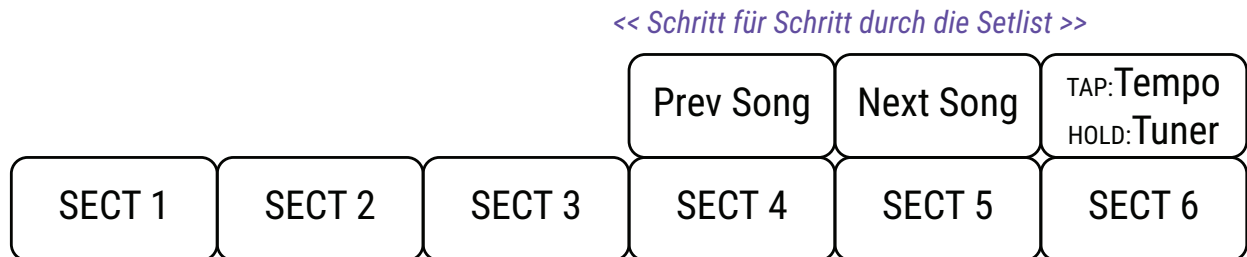 << Schritt für Schritt durch die Setlist >>
Prev Song
Next Song
TAP:Tempo
HOLD:Tuner
SECT 1
SECT 2
SECT 3
SECT 4
SECT 5
SECT 6